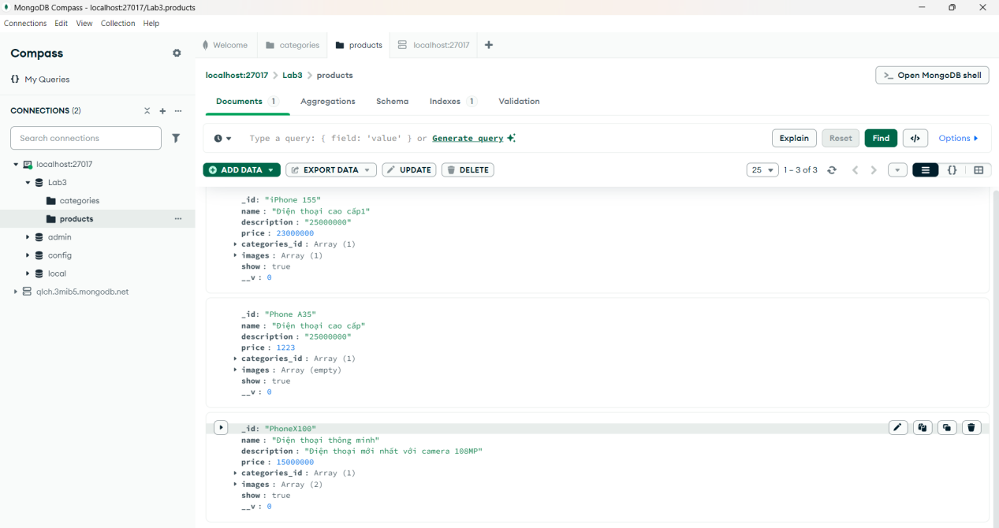 MongoDB Compass - localhost:27017/Lab3.products
Connections Edit View Collection Help
Compass
{} My Queries
CONNECTIONS (2)
Search connections
localhost:27017
Lab3
categories
products
admin
config
local
qlch.3mib5.mongodb.net
Welcome
categories
products
localhost:27017
localhost:27017 > Lab3 > products
>_ Open MongoDB shell
Documents 1 Aggregations Schema Indexes 1 Validation
Type a query: { field: 'value' } or Generate query
Explain Reset Find </> Options
ADD DATA EXPORT DATA UPDATE DELETE
25 1 – 3 of 3 {}
_id: "iPhone 155"
name : "Điện thoại cao cấp1"
description : "25000000"
price : 23000000
categories_id : Array (1)
images : Array (1)
show : true
__v : 0
_id: "Phone A35"
name : "Điện thoại cao cấp"
description : "25000000"
price : 1223
categories_id : Array (1)
images : Array (empty)
show : true
__v : 0
_id: "PhoneX100"
name : "Điện thoại thông minh"
description : "Điện thoại mới nhất với camera 108MP"
price : 15000000
categories_id : Array (1)
images : Array (2)
show : true
__v : 0